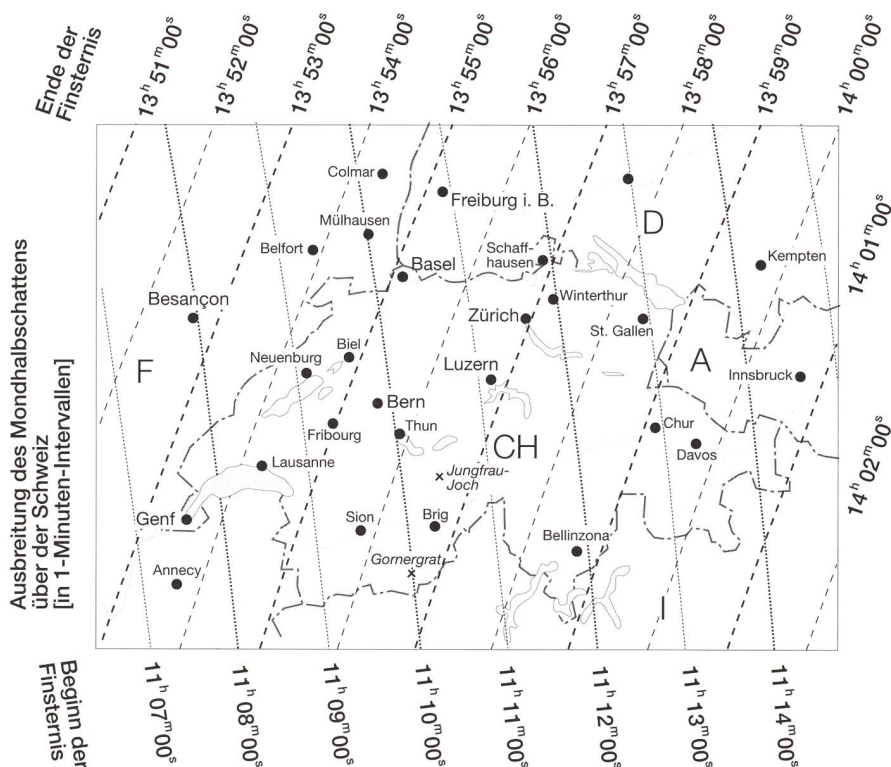 Ende der
Finsternis
13ʰ 51ᵐ 00ˢ
13ʰ 52ᵐ 00ˢ
13ʰ 53ᵐ 00ˢ
13ʰ 54ᵐ 00ˢ
13ʰ 55ᵐ 00ˢ
13ʰ 56ᵐ 00ˢ
13ʰ 57ᵐ 00ˢ
13ʰ 58ᵐ 00ˢ
13ʰ 59ᵐ 00ˢ
14ʰ 00ᵐ 00ˢ
14ʰ 01ᵐ 00ˢ
14ʰ 02ᵐ 00ˢ
Ausbreitung des Mondhalbschattens
über der Schweiz
[in 1-Minuten-Intervallen]
Colmar
Freiburg i. B.
Mülhausen
D
Belfort
Schaff-
hausen
Basel
Kempten
Besançon
Winterthur
Zürich
St. Gallen
Biel
Neuenburg
Luzern
F
A
Innsbruck
Bern
Fribourg
Thun
Chur
CH
Davos
Lausanne
Jungfrau-
Joch
Genf
Sion
Brig
Bellinzona
Gornergrat
Annecy
I
Beginn der
Finsternis
11ʰ 07ᵐ 00ˢ
11ʰ 08ᵐ 00ˢ
11ʰ 09ᵐ 00ˢ
11ʰ 10ᵐ 00ˢ
11ʰ 11ᵐ 00ˢ
11ʰ 12ᵐ 00ˢ
11ʰ 13ᵐ 00ˢ
11ʰ 14ᵐ 00ˢ